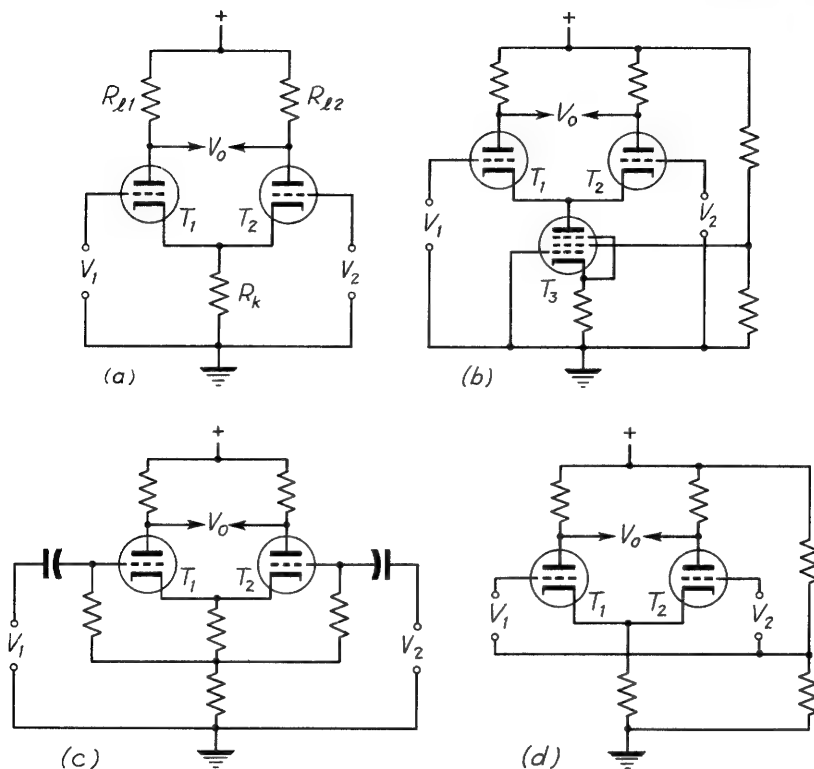 +
R_ℓ1
R_ℓ2
V_o
T_1
T_2
V_1
V_2
R_k
(a)
+
V_o
T_1
T_2
V_1
V_2
T_3
(b)
+
V_o
T_1
T_2
V_1
V_2
(c)
+
V_o
T_1
T_2
V_1
V_2
(d)